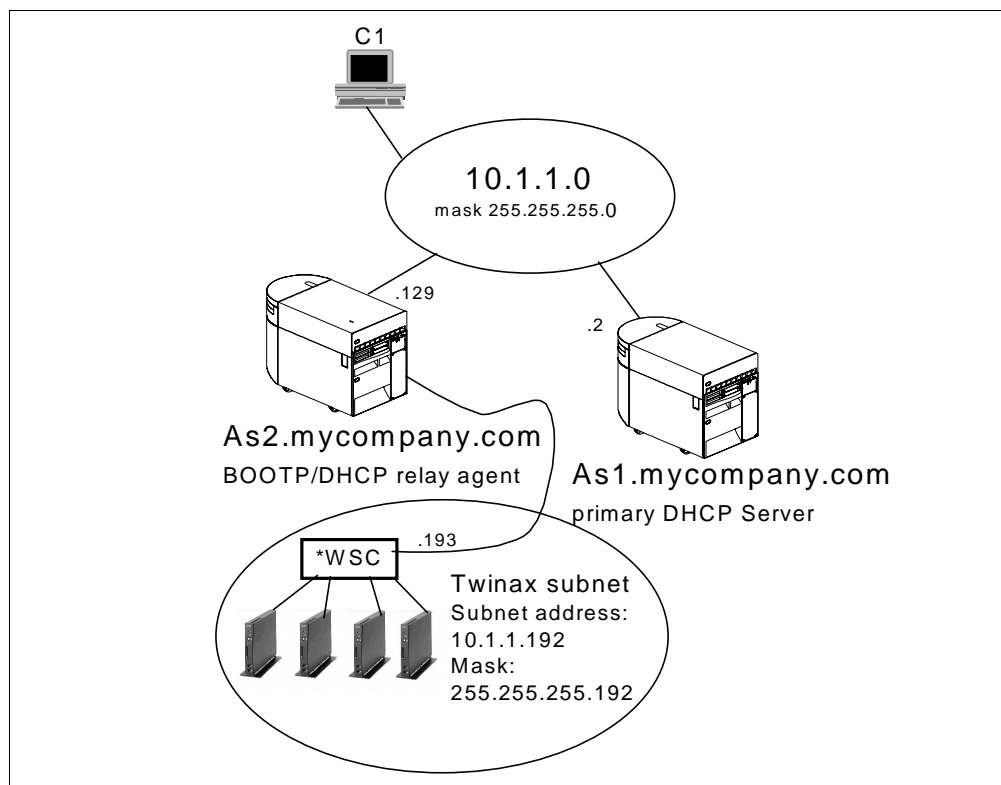 C1
10.1.1.0
mask 255.255.255.0
.129
.2
As2.mycompany.com
BOOTP/DHCP relay agent
As1.mycompany.com
primary DHCP Server
.193
*WSC
Twinax subnet
Subnet address:
10.1.1.192
Mask:
255.255.255.192